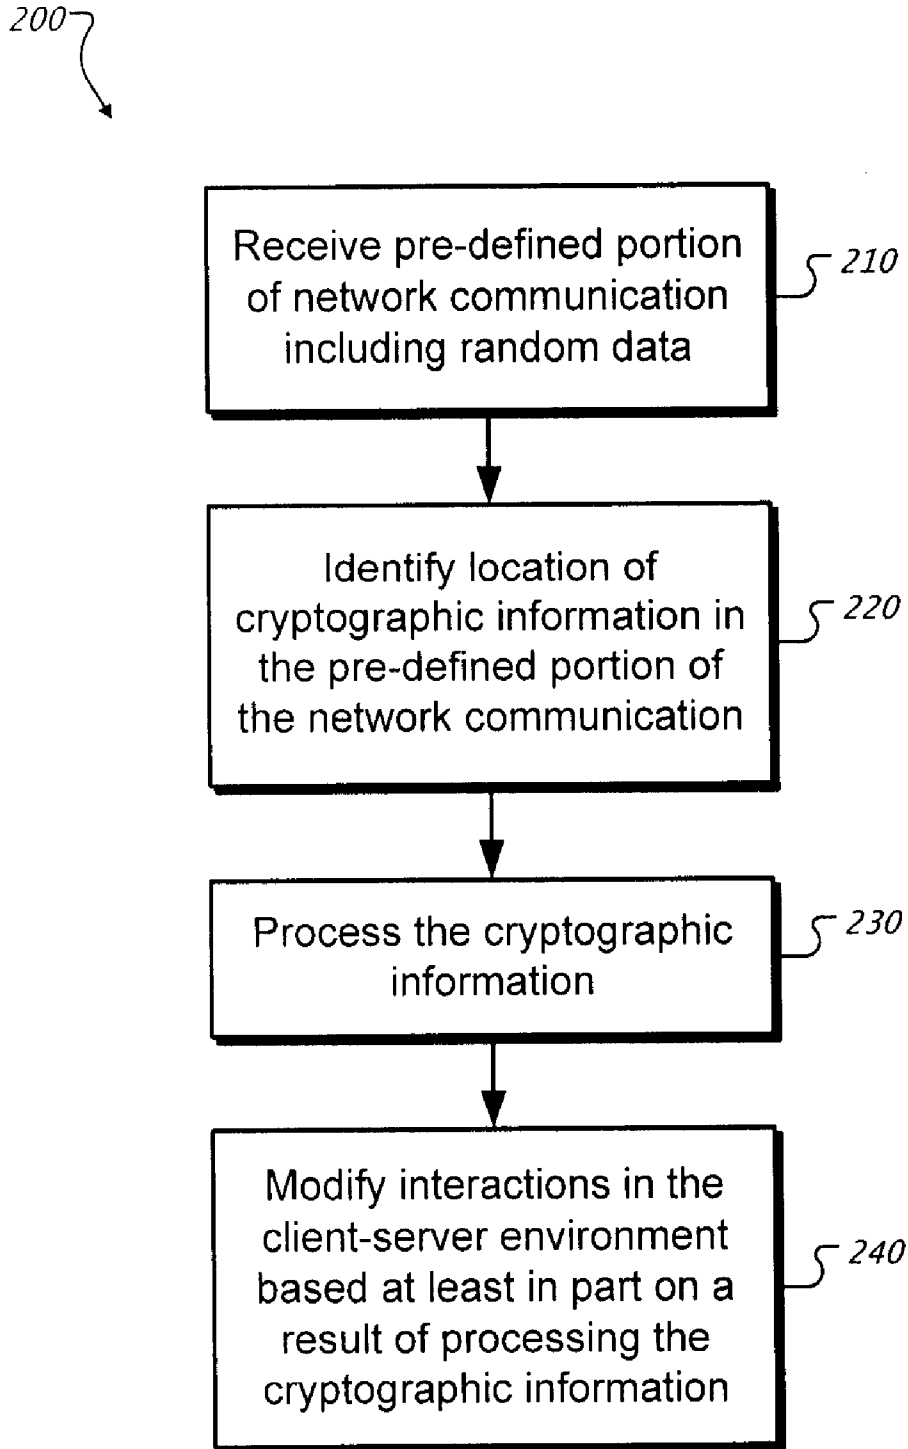 200
Receive pre-defined portion
of network communication
including random data
210
Identify location of
cryptographic information in
the pre-defined portion of
the network communication
220
Process the cryptographic
information
230
Modify interactions in the
client-server environment
based at least in part on a
result of processing the
cryptographic information
240